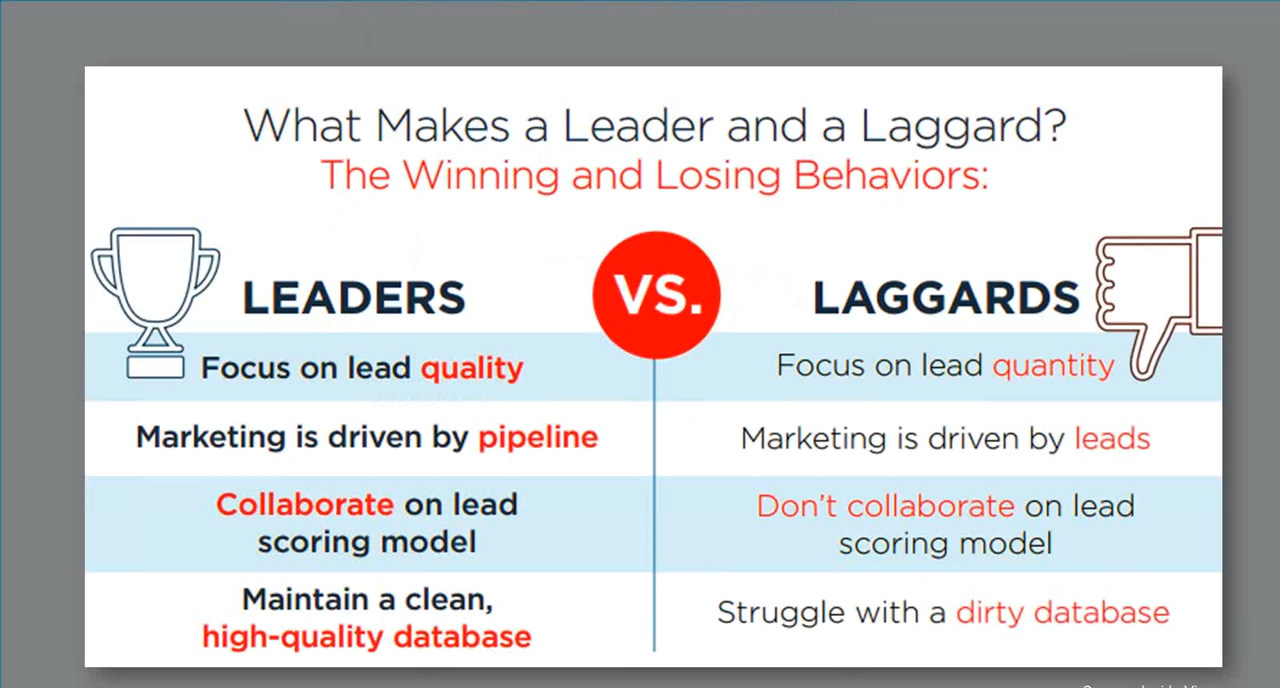 What Makes a Leader and a Laggard?
The Winning and Losing Behaviors:
LEADERS
VS.
LAGGARDS
Focus on lead quality
Focus on lead quantity
Marketing is driven by pipeline
Marketing is driven by leads
Collaborate on lead
scoring model
Don’t collaborate on lead
scoring model
Maintain a clean,
high-quality database
Struggle with a dirty database